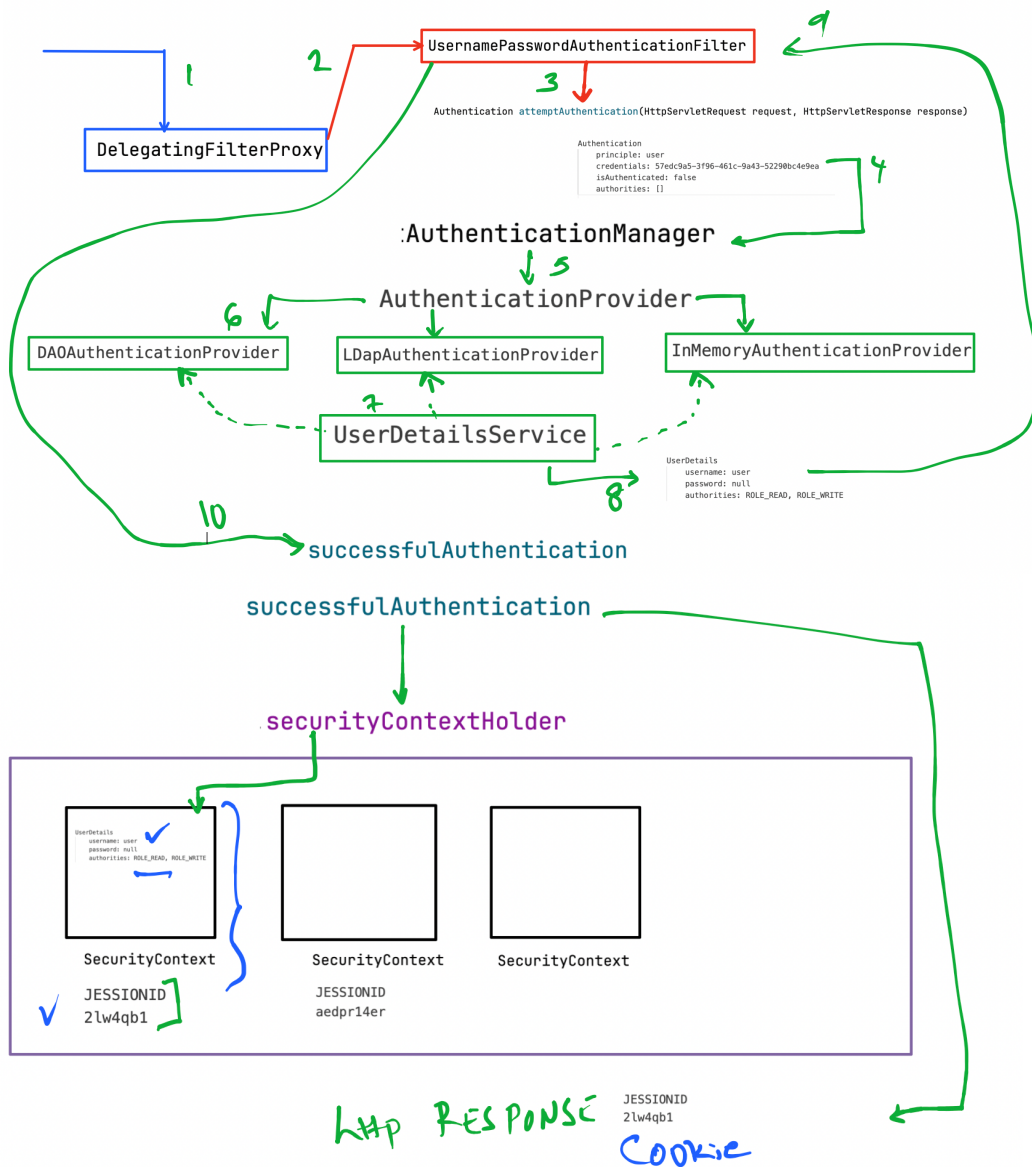 9
UsernamePasswordAuthenticationFilter
2
1
3
Authentication attemptAuthentication(HttpServletRequest request, HttpServletResponse response)
DelegatingFilterProxy
Authentication
principle: user
credentials: 57edc9a5-3f96-461c-9a43-52290bc4e9ea
isAuthenticated: false
authorities: []
4
:AuthenticationManager
5
AuthenticationProvider
6
DAOAuthenticationProvider
LDapAuthenticationProvider
InMemoryAuthenticationProvider
7
UserDetailsService
UserDetails
username: user
password: null
authorities: ROLE_READ, ROLE_WRITE
8
10
successfulAuthentication
successfulAuthentication
.securityContextHolder
UserDetails
username: user
password: null
authorities: ROLE_READ, ROLE_WRITE
SecurityContext
SecurityContext
SecurityContext
JESSIONID
2lw4qb1
JESSIONID
aedpr14er
http RESPONSE
JESSIONID
2lw4qb1
COOKie